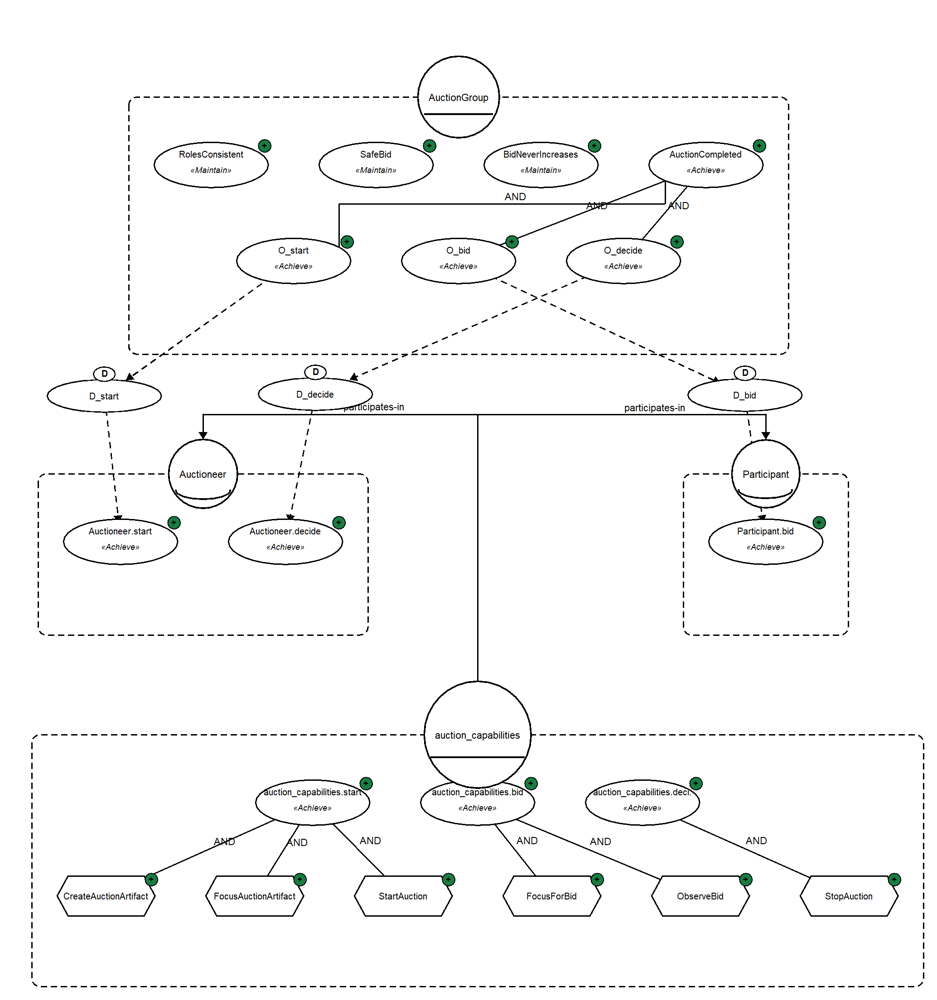 AuctionGroup
RolesConsistent
«Maintain»
SafeBid
«Maintain»
BidNeverIncreases
«Maintain»
AuctionCompleted
«Achieve»
AND
AND
AND
O_start
«Achieve»
O_bid
«Achieve»
O_decide
«Achieve»
D
D_start
D
D_decide
D
D_bid
participates-in
participates-in
Auctioneer
Participant
Auctioneer.start
«Achieve»
Auctioneer.decide
«Achieve»
Participant.bid
«Achieve»
auction_capabilities
auction_capabilities.start
«Achieve»
auction_capabilities.bid
«Achieve»
auction_capabilities.deci
«Achieve»
AND
AND
AND
AND
AND
AND
CreateAuctionArtifact
FocusAuctionArtifact
StartAuction
FocusForBid
ObserveBid
StopAuction